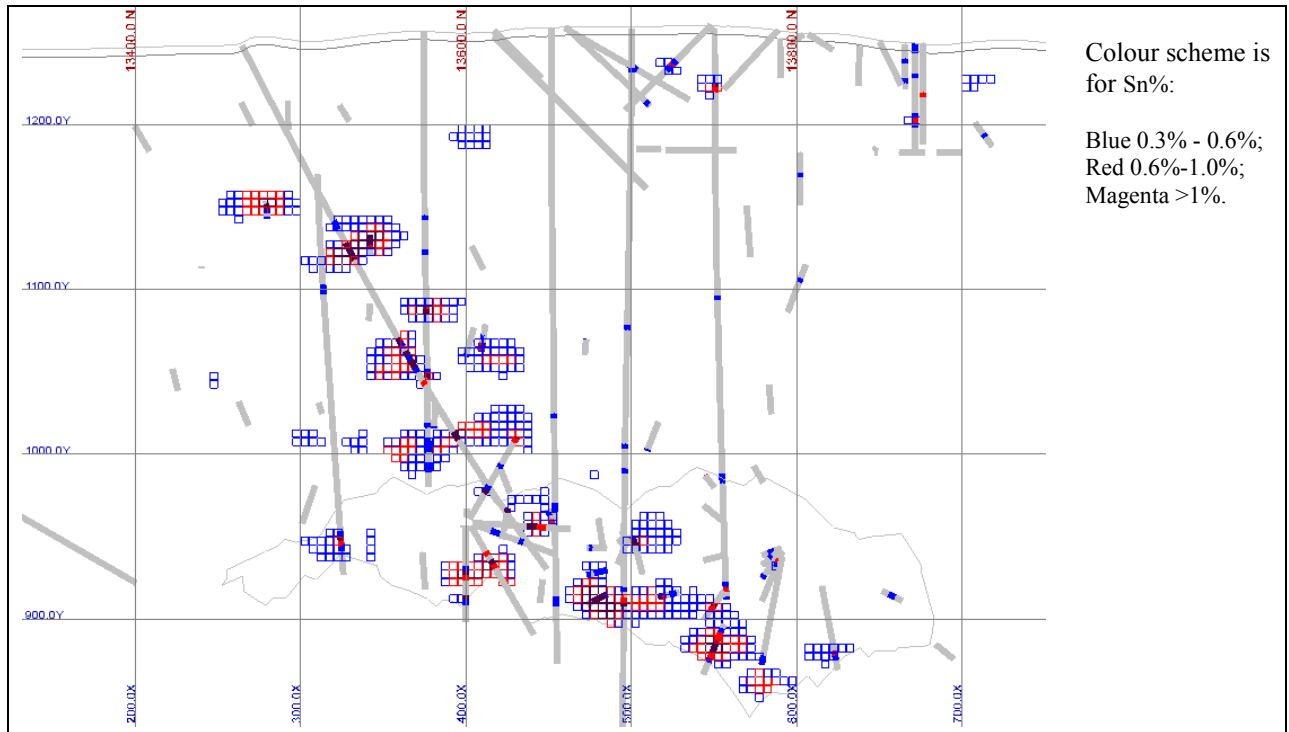 13400.0 N
13600.0 N
13800.0 N
Colour scheme is
for Sn%:
Blue 0.3% - 0.6%;
Red 0.6%-1.0%;
Magenta >1%.
1200.0Y
1100.0Y
1000.0Y
900.0Y
200.0X
300.0X
400.0X
500.0X
600.0X
700.0X